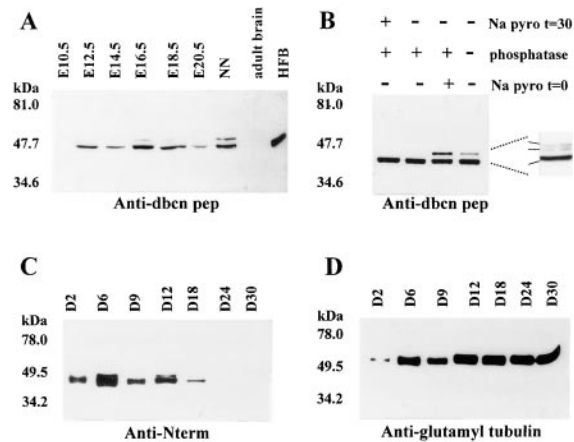 A
E10.5 E12.5 E14.5 E16.5 E18.5 E20.5 NN adult brain HFB
kDa
81.0
47.7
34.6
Anti-dbcn pep
B
+ - - - Na pyro t=30
+ + + - phosphatase
- - + - Na pyro t=0
kDa
81.0
47.7
34.6
Anti-dbcn pep
C
D2 D6 D9 D12 D18 D24 D30
kDa
78.0
49.5
34.2
Anti-Nterm
D
D2 D6 D9 D12 D18 D24 D30
kDa
78.0
49.5
34.2
Anti-glutamyl tubulin